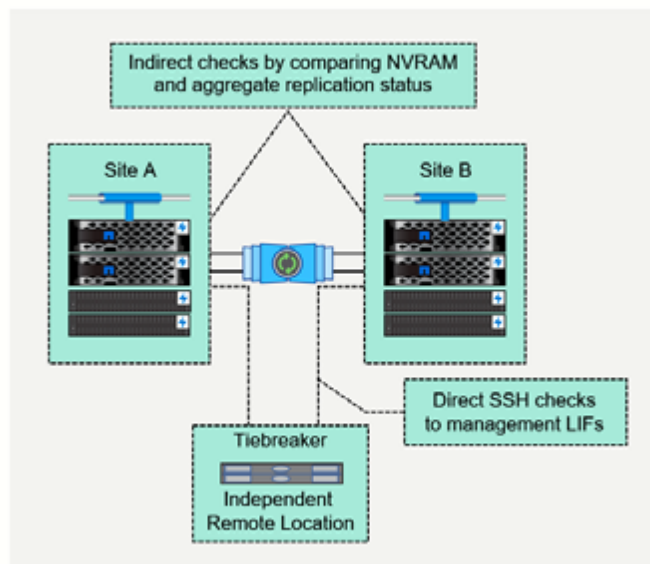 Indirect checks by comparing NVRAM
and aggregate replication status
Site A
Site B
Direct SSH checks
to management LIFs
Tiebreaker
Independent
Remote Location